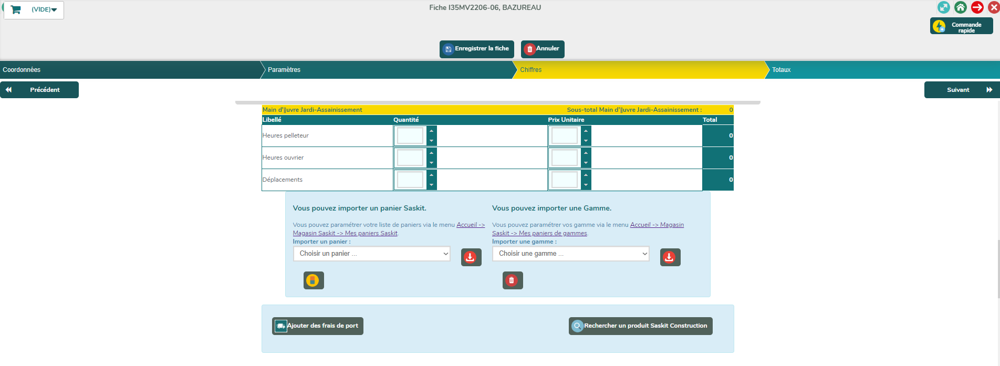 (VIDE)
Fiche I35MV2206-06, BAZUREAU
Commande
rapide
Enregistrer la fiche
Annuler
Coordonnées
Paramètres
Chiffres
Totaux
Précédent
Suivant
Main d'‖uvre Jardi-Assainissement
Sous-total Main d'‖uvre Jardi-Assainissement :
0
Libellé
Quantité
Prix Unitaire
Total
Heures pelleteur
0
Heures ouvrier
0
Déplacements
0
Vous pouvez importer un panier Saskit.
Vous pouvez paramétrer votre liste de paniers via le menu Accueil ->
Magasin Saskit -> Mes paniers Saskit.
Importer un panier :
Choisir un panier ...
Vous pouvez importer une Gamme.
Vous pouvez paramétrer vos gamme via le menu Accueil -> Magasin
Saskit -> Mes paniers de gammes.
Importer une gamme :
Choisir une gamme ...
Ajouter des frais de port
Rechercher un produit Saskit Construction